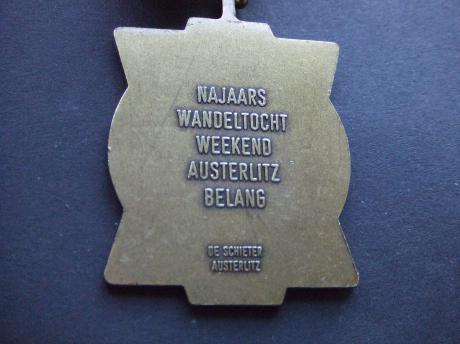 NAJAARS
WANDELTOCHT
WEEKEND
AUSTERLITZ
BELANG
DE SCHIETER
AUSTERLITZ